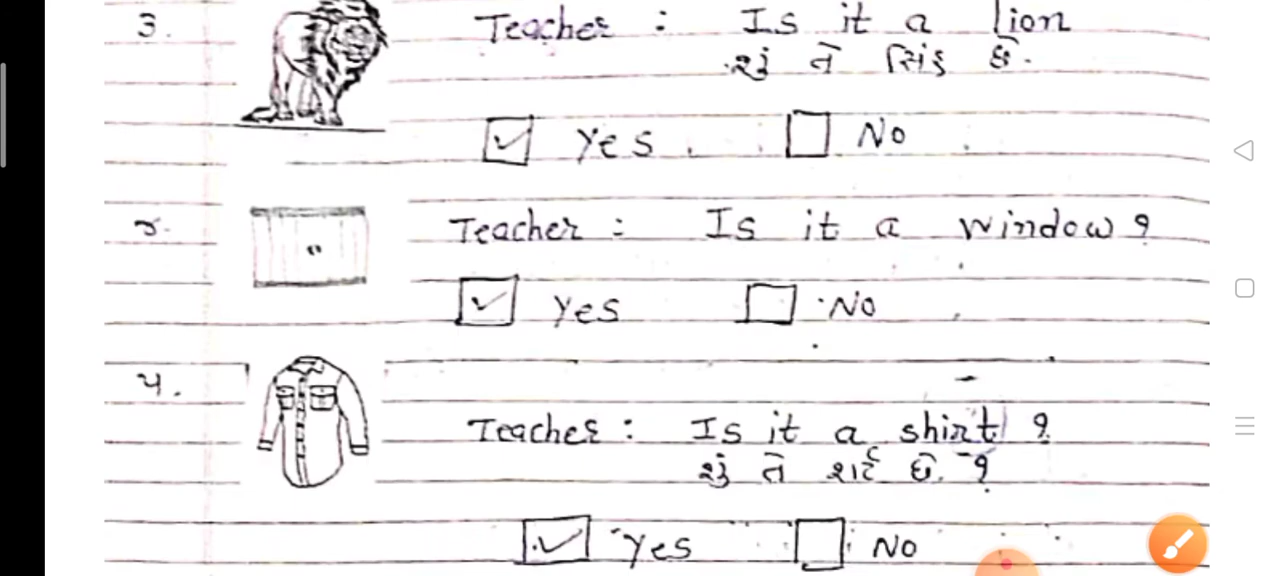 ૩.
Teacher : Is it a lion
શું તે સિંહ છે.
Yes No
૪.
Teacher : Is it a window?
Yes No
૫.
Teacher : Is it a shirt?
શું તે શર્ટ છે. ?
Yes No